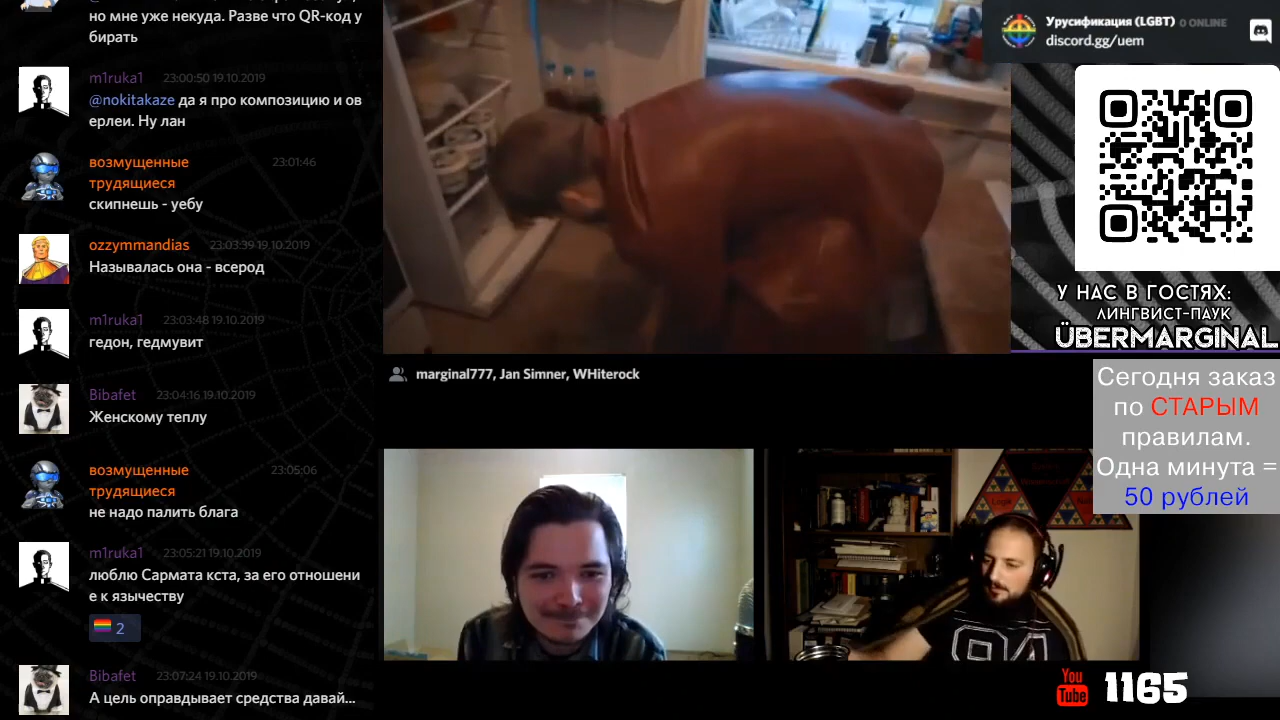 но мне уже некуда. Разве что QR-код у
бирать
m1ruka1 23:00:50 19.10.2019
@nokitakaze да я про композицию и ов
ерлеи. Ну лан
возмущенные 23:01:46
трудящиеся
скипнешь - уебу
ozzymmandias 23:03:39 19.10.2019
Называлась она - всерод
m1ruka1 23:03:48 19.10.2019
гедон, гедмувит
Bibafet 23:04:16 19.10.2019
Женскому теплу
возмущенные 23:05:06
трудящиеся
не надо палить блага
m1ruka1 23:05:21 19.10.2019
люблю Сармата кста, за его отношени
е к язычеству
2
Bibafet 23:07:24 19.10.2019
А цель оправдывает средства давай...
marginal777, Jan Simner, WHiterock
Урусификация (LGBT) 0 ONLINE
discord.gg/uem
У НАС В ГОСТЯХ:
ЛИНГВИСТ-ПАУК
ÜBERMARGINAL
Сегодня заказ
по СТАРЫМ
правилам.
Одна минута =
50 рублей
94
You
Tube
1165